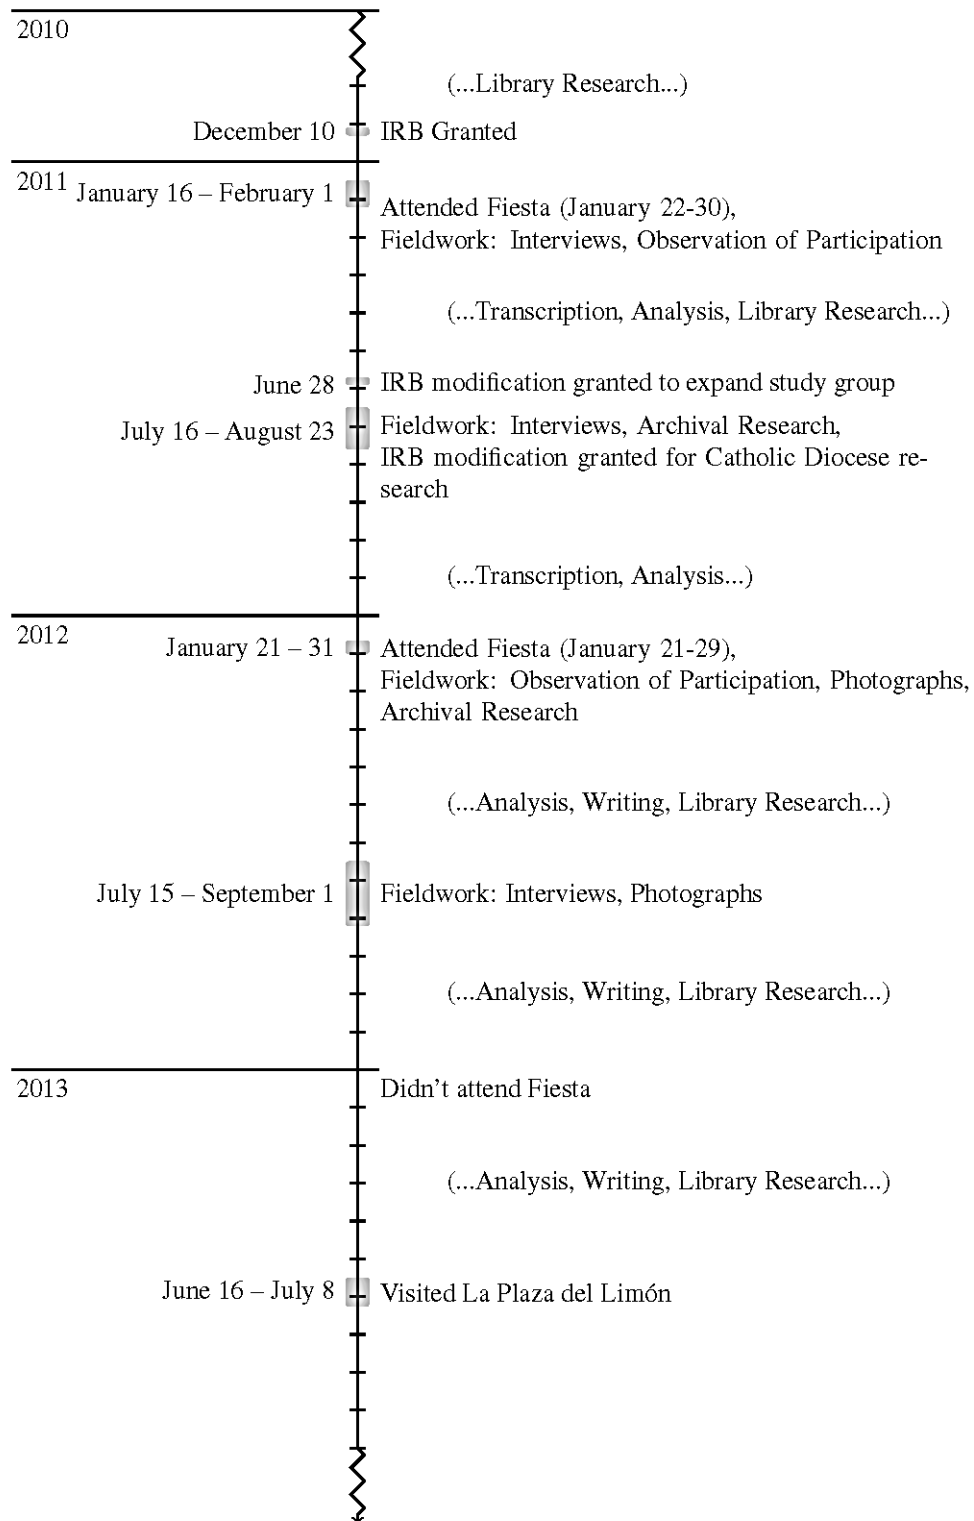 2010
(...Library Research...)
December 10 IRB Granted
2011
January 16 – February 1
Attended Fiesta (January 22-30),
Fieldwork: Interviews, Observation of Participation
(...Transcription, Analysis, Library Research...)
June 28 IRB modification granted to expand study group
July 16 – August 23
Fieldwork: Interviews, Archival Research,
IRB modification granted for Catholic Diocese re-
search
(...Transcription, Analysis...)
2012
January 21 – 31 Attended Fiesta (January 21-29),
Fieldwork: Observation of Participation, Photographs,
Archival Research
(...Analysis, Writing, Library Research...)
July 15 – September 1 Fieldwork: Interviews, Photographs
(...Analysis, Writing, Library Research...)
2013 Didn't attend Fiesta
(...Analysis, Writing, Library Research...)
June 16 – July 8 Visited La Plaza del Limón